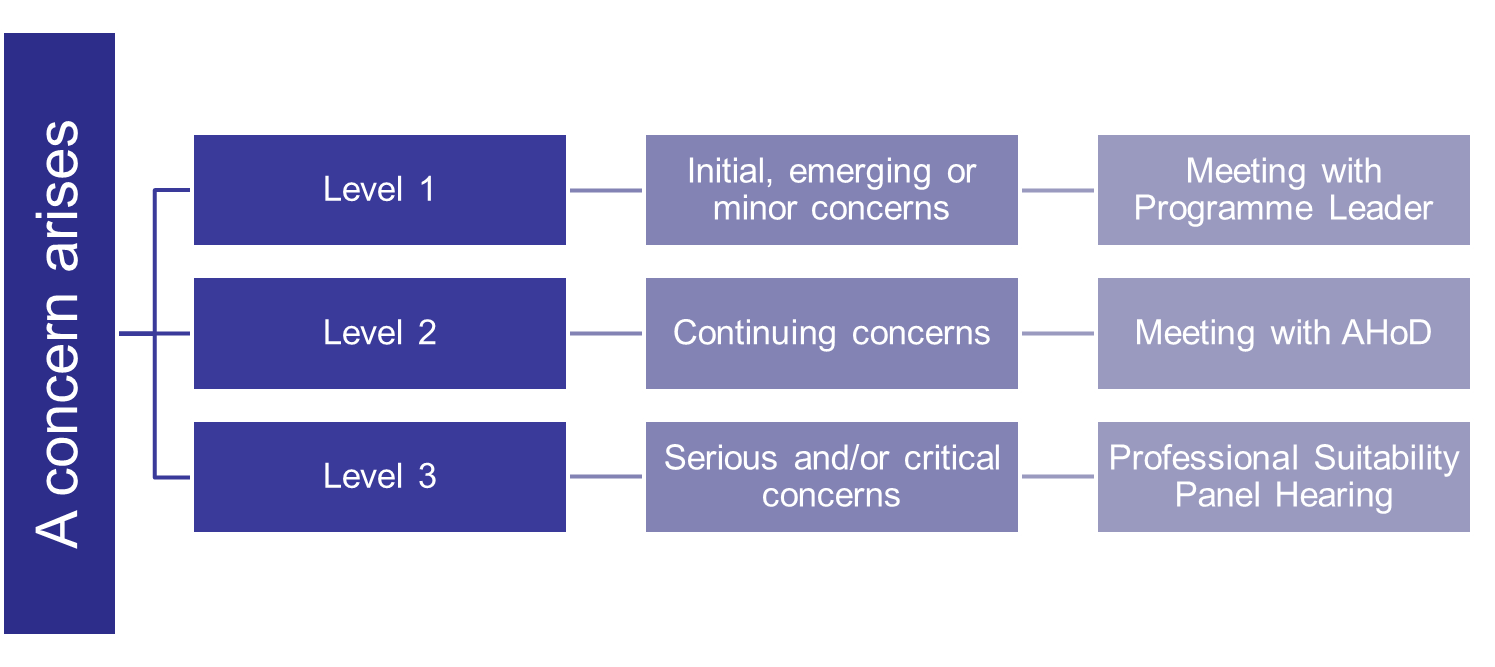 A concern arises
Level 1
Initial, emerging or
minor concerns
Meeting with
Programme Leader
Level 2
Continuing concerns
Meeting with AHoD
Level 3
Serious and/or critical
concerns
Professional Suitability
Panel Hearing